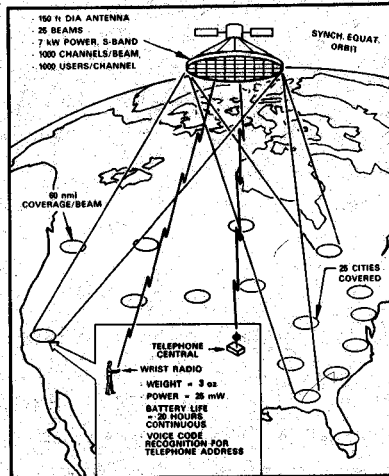 150 ft DIA ANTENNA
25 BEAMS
7 kW POWER, S-BAND
1000 CHANNELS/BEAM
1000 USERS/CHANNEL
SYNCH. EQUAT.
ORBIT
60 nmi
COVERAGE/BEAM
25 CITIES
COVERED
TELEPHONE
CENTRAL
WRIST RADIO
· WEIGHT = 3 oz
· POWER = 25 mW
· BATTERY LIFE
= 20 HOURS
CONTINUOUS
· VOICE CODE
RECOGNITION FOR
TELEPHONE ADDRESS